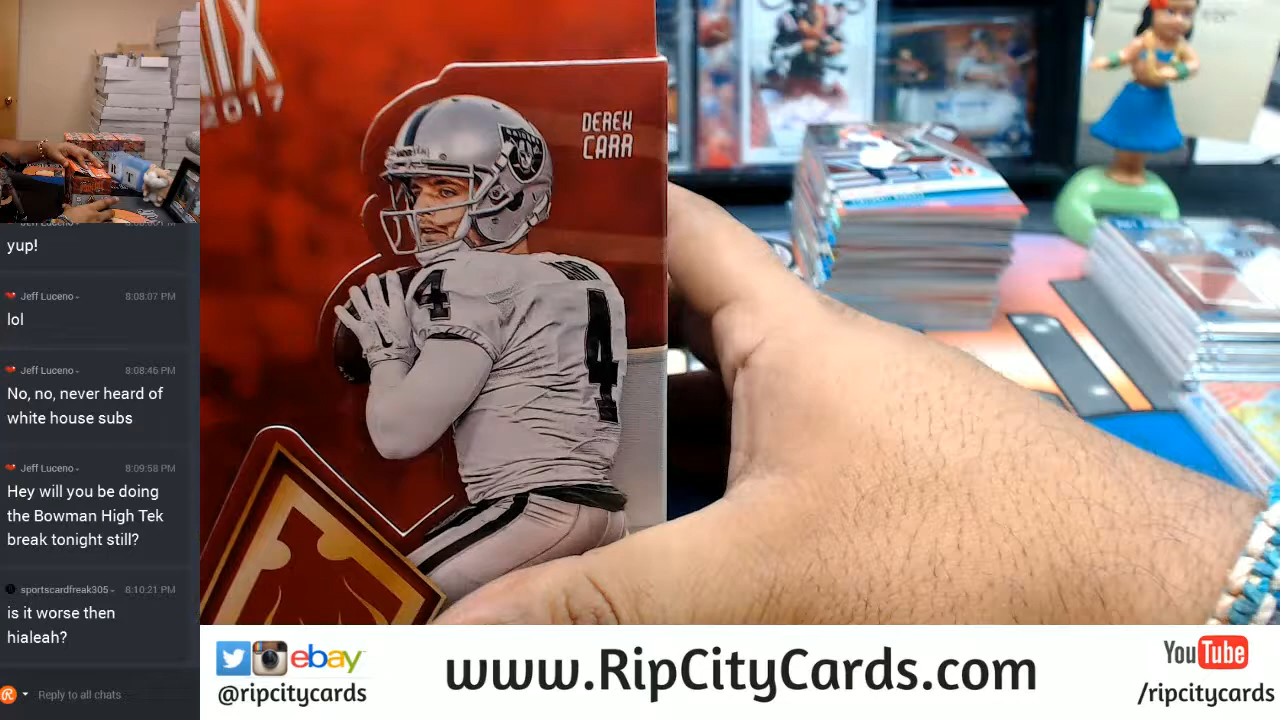 yup!
Jeff Luceno
8:08:07 PM
lol
Jeff Luceno
8:08:46 PM
No, no, never heard of
white house subs
Jeff Luceno
8:09:58 PM
Hey will you be doing
the Bowman High Tek
break tonight still?
sportscardfreak305
8:10:21 PM
is it worse then
hialeah?
Reply to all chats
2017
DEREK
CARR
RAIDERS
4
4
ebay
@ripcitycards
www.RipCityCards.com
YouTube
/ripcitycards